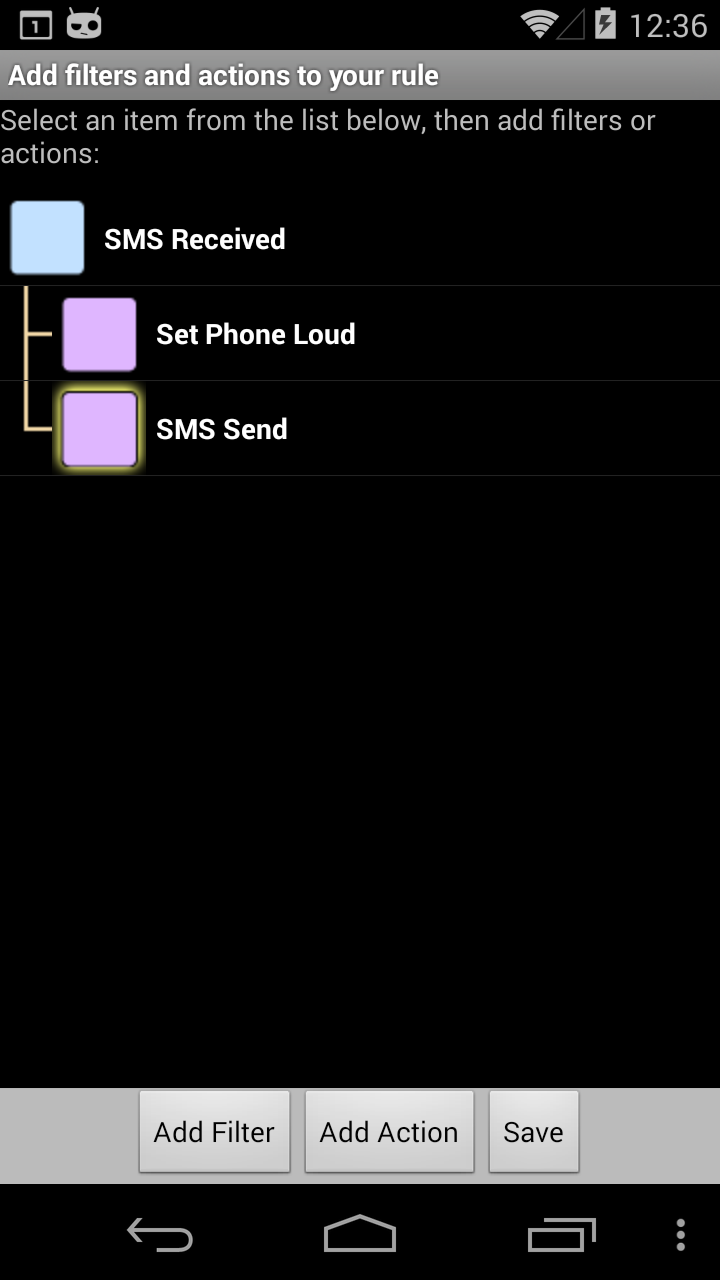 1
12:36
Add filters and actions to your rule
Select an item from the list below, then add filters or
actions:
SMS Received
Set Phone Loud
SMS Send
Add Filter
Add Action
Save